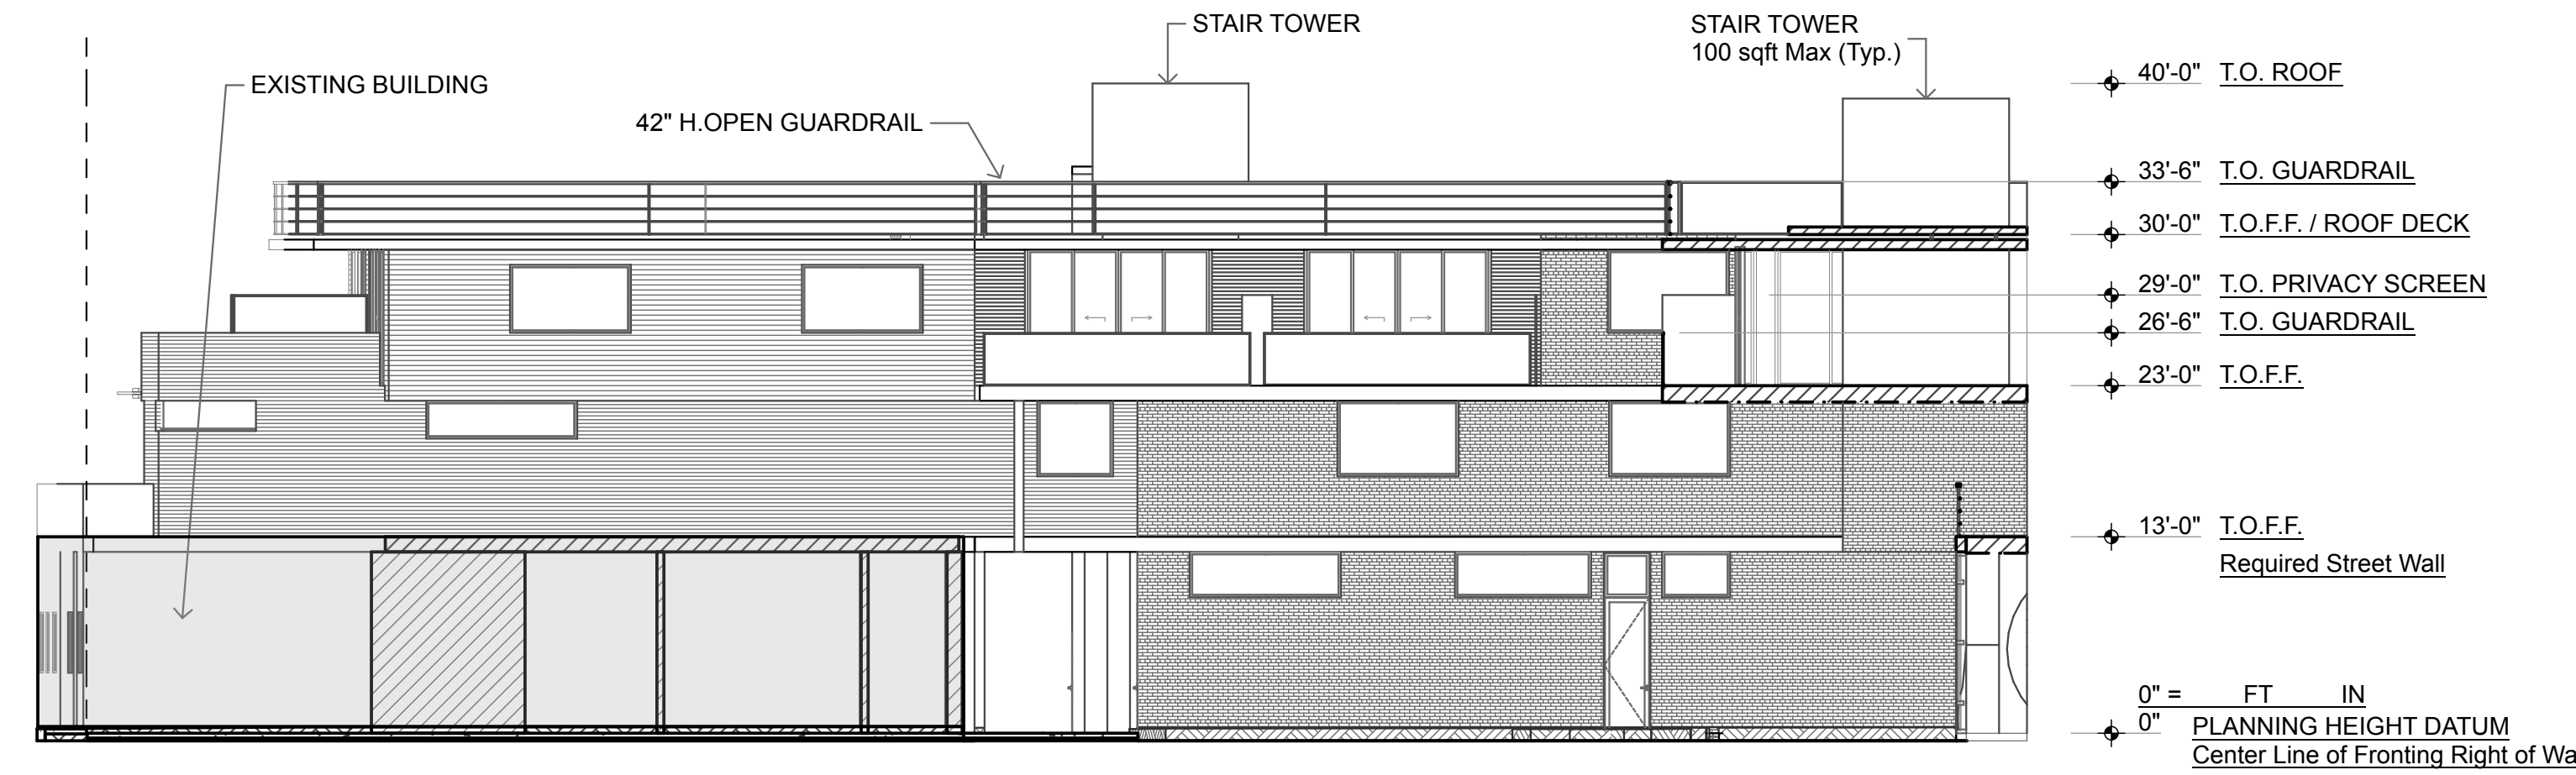 STAIR TOWER
STAIR TOWER
100 sqft Max (Typ.)
EXISTING BUILDING
42" H.OPEN GUARDRAIL
40'-0" T.O. ROOF
33'-6" T.O. GUARDRAIL
30'-0" T.O.F.F. / ROOF DECK
29'-0" T.O. PRIVACY SCREEN
26'-6" T.O. GUARDRAIL
23'-0" T.O.F.F.
13'-0" T.O.F.F.
Required Street Wall
0" = FT IN
0" PLANNING HEIGHT DATUM
Center Line of Fronting Right of